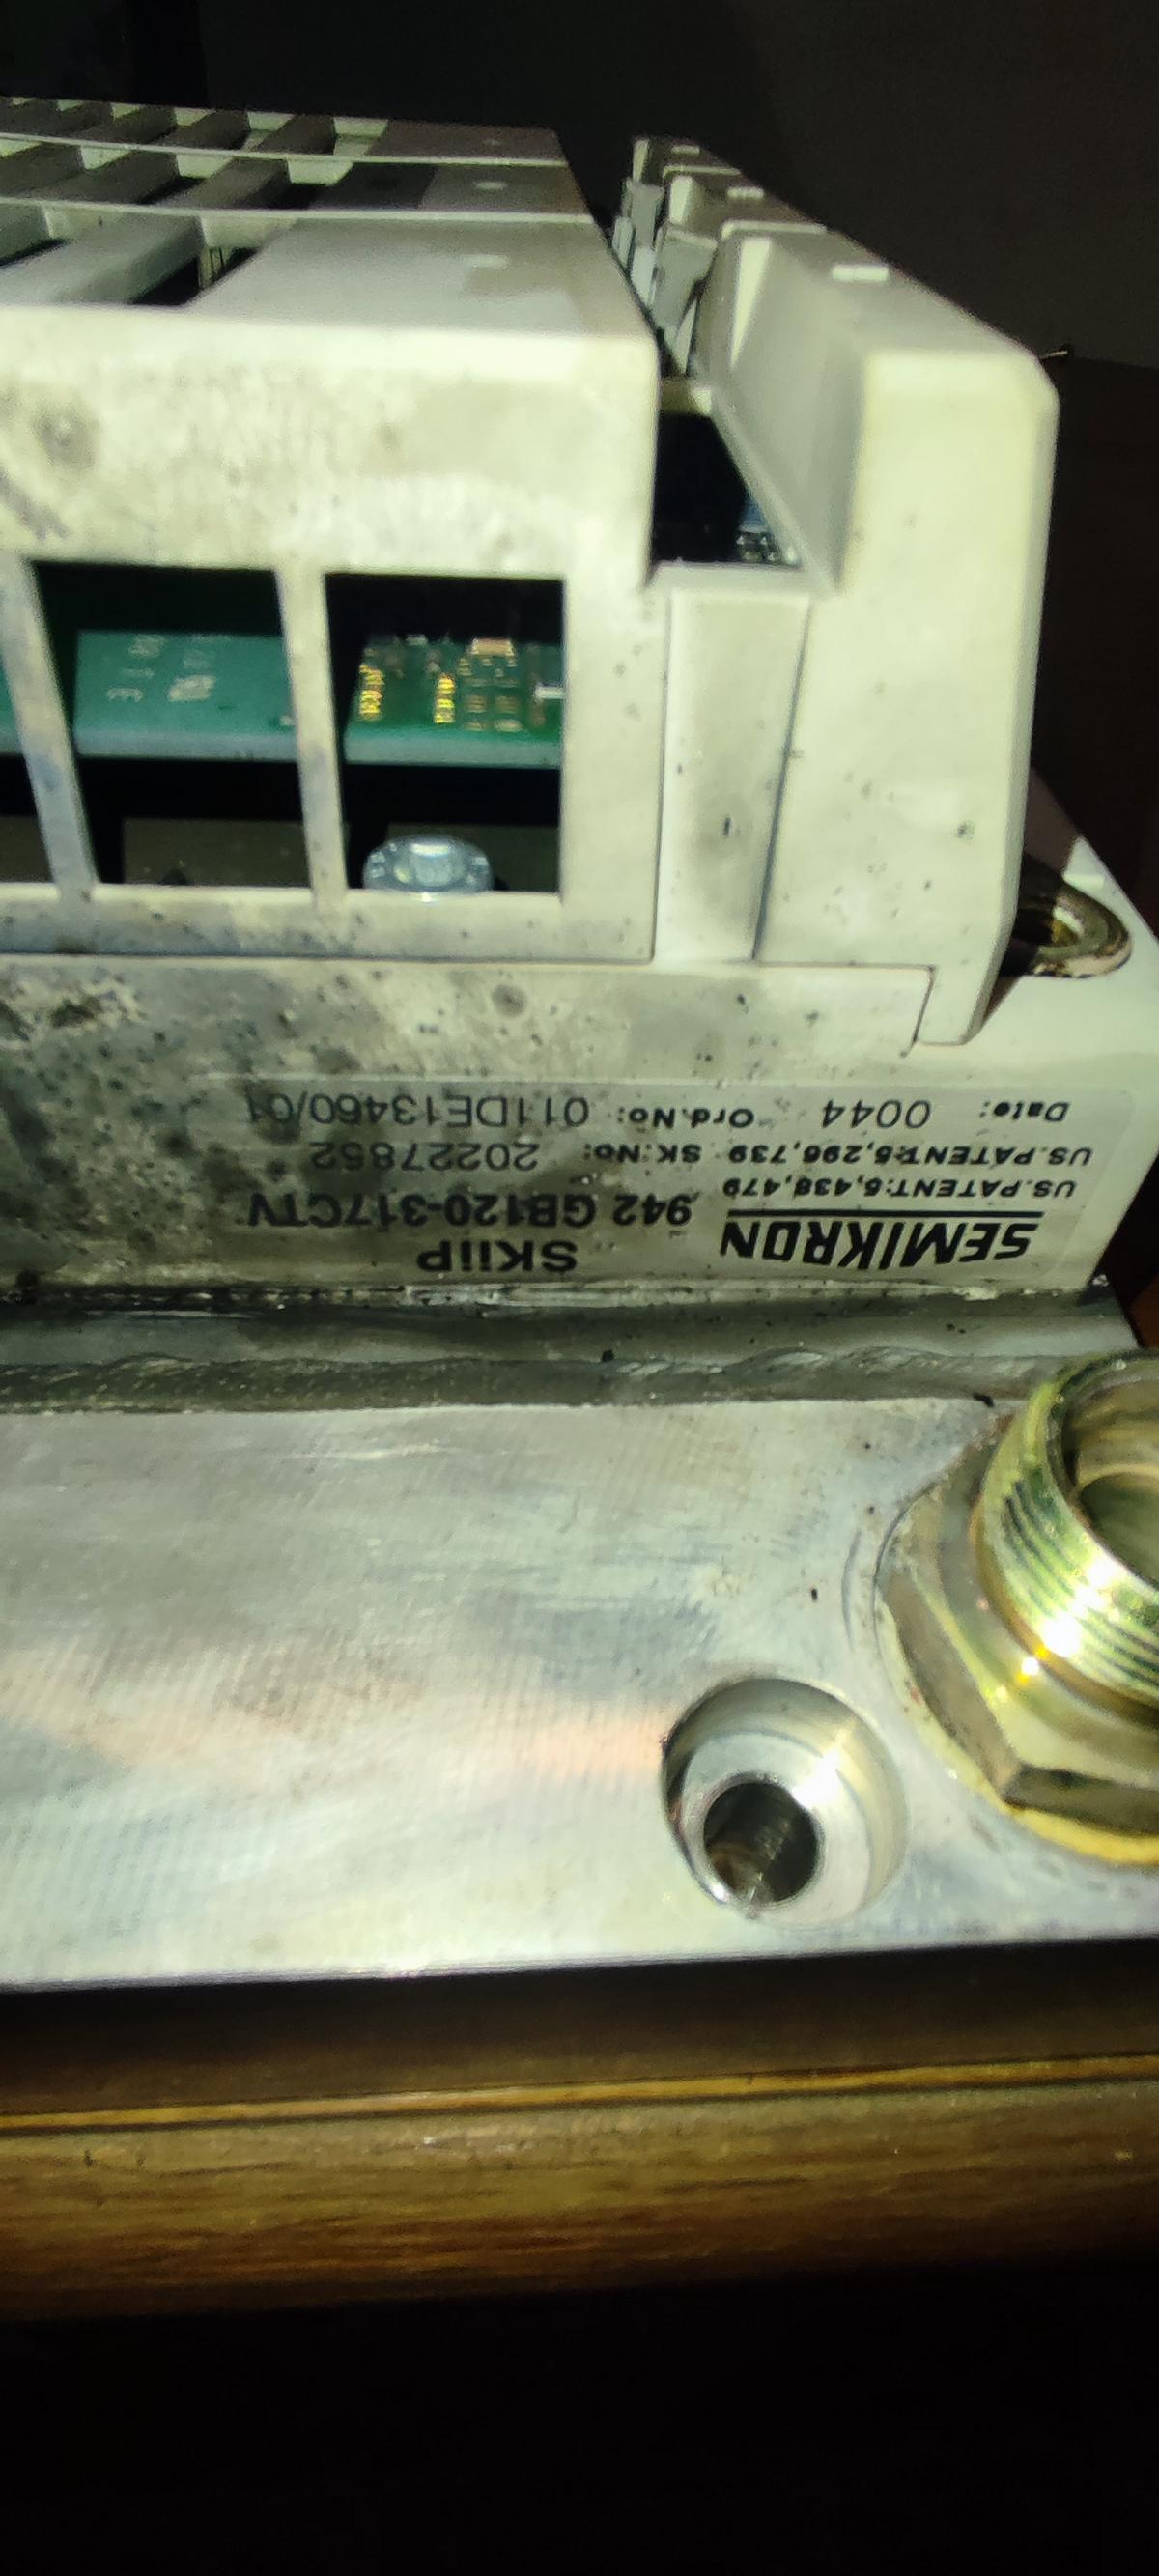 SEMIKRON
SKiiP
942 GB120-317CTV
US.PATENT:5,438,479
US.PATENT:5,296,739 SK.No: 20227852
Date: 0044 Ord.No: 011DE13460/01